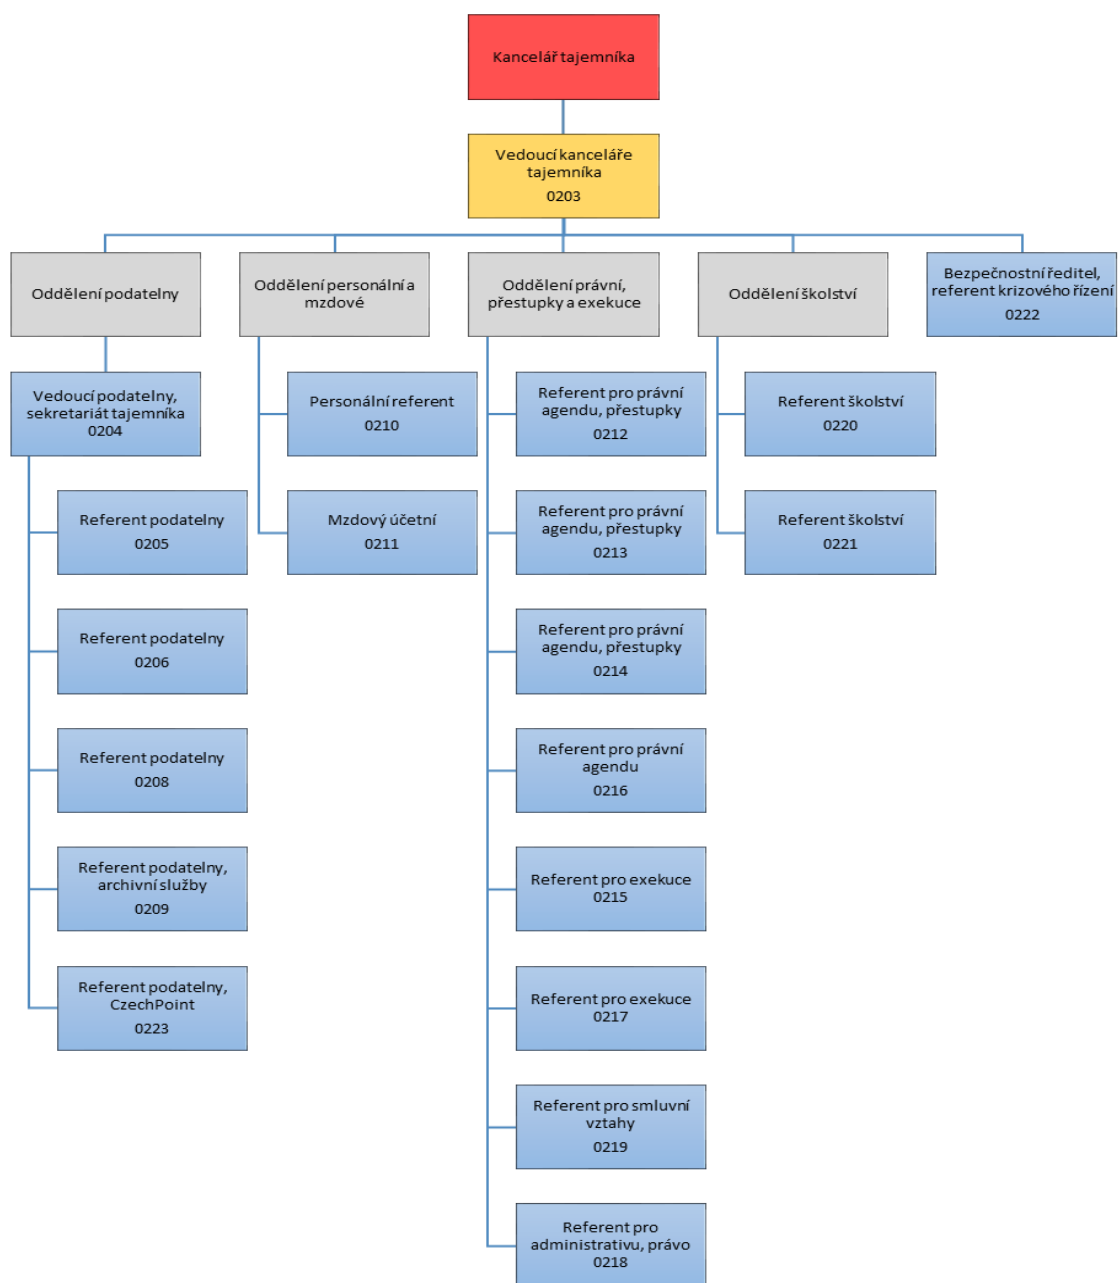 Kancelář tajemníka
Vedoucí kanceláře
tajemníka
0203
Oddělení podatelny
Oddělení personální a
mzdové
Oddělení právní,
přestupky a exekuce
Oddělení školství
Bezpečnostní ředitel,
referent krizového řízení
0222
Vedoucí podatelny,
sekretariát tajemníka
0204
Referent podatelny
0205
Referent podatelny
0206
Referent podatelny
0208
Referent podatelny,
archivní služby
0209
Referent podatelny,
CzechPoint
0223
Personální referent
0210
Mzdový účetní
0211
Referent pro právní
agendu, přestupky
0212
Referent pro právní
agendu, přestupky
0213
Referent pro právní
agendu, přestupky
0214
Referent pro právní
agendu
0216
Referent pro exekuce
0215
Referent pro exekuce
0217
Referent pro smluvní
vztahy
0219
Referent pro
administrativu, právo
0218
Referent školství
0220
Referent školství
0221